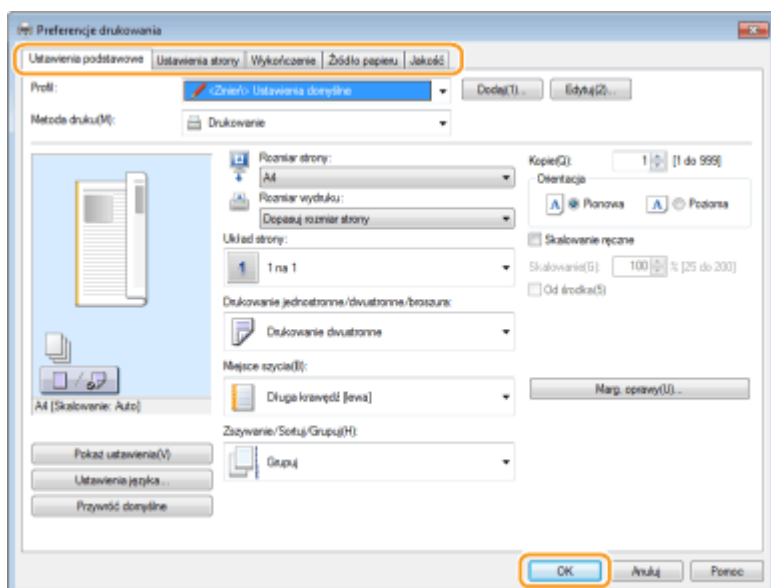 Preferencje drukowania
Ustawienia podstawowe Ustawienia strony Wykończenie Źródło papieru Jakość
Profil: <Zmień\> Ustawienia domyślne Dodaj(1)... Edytuj(2)...
Metoda druku(M): Drukowanie
Rozmiar strony:
A4
Rozmiar wydruku:
Dopasuj rozmiar strony
Układ strony:
1 1 na 1
Drukowanie jednostronne/dwustronne/broszura:
Drukowanie dwustronne
Miejsce szycia(B):
Długa krawędź [lewa]
Zszywanie/Sortuj/Grupuj(H):
Grupuj
Kopie(Q): 1 [1 do 999]
Orientacja
A Pionowa A Pozioma
Skalowanie ręczne
Skalowanie(G): 100 % [25 do 200]
Od środka(5)
Marg. oprawy(U)...
A4 [Skalowanie: Auto]
Pokaż ustawienia(V)
Ustawienia języka...
Przywróć domyślne
OK Anuluj Pomoc